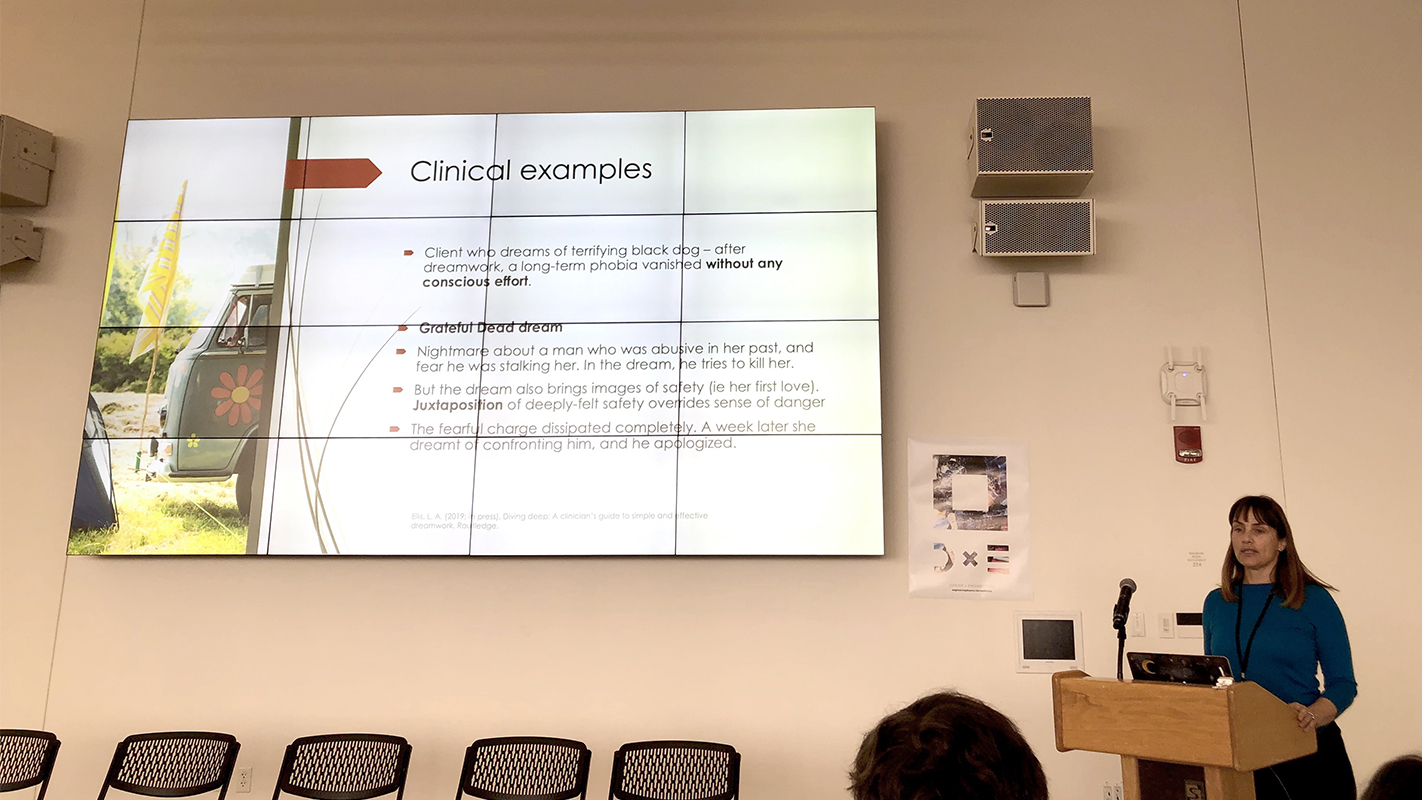 Clinical examples
Client who dreams of terrifying black dog – after
dreamwork, a long-term phobia vanished without any
conscious effort.
Grateful Dead dream
Nightmare about a man who was abusive in her past, and
fear he was stalking her. In the dream, he tries to kill her.
But the dream also brings images of safety (ie her first love).
Juxtaposition of deeply-felt safety overrides sense of danger
The fearful charge dissipated completely. A week later she
dreamt of confronting him, and he apologized.
Ellis, L. A. (2019; in press). Diving deep: A clinician's guide to simple and effective
dreamwork. Routledge.
FIRE